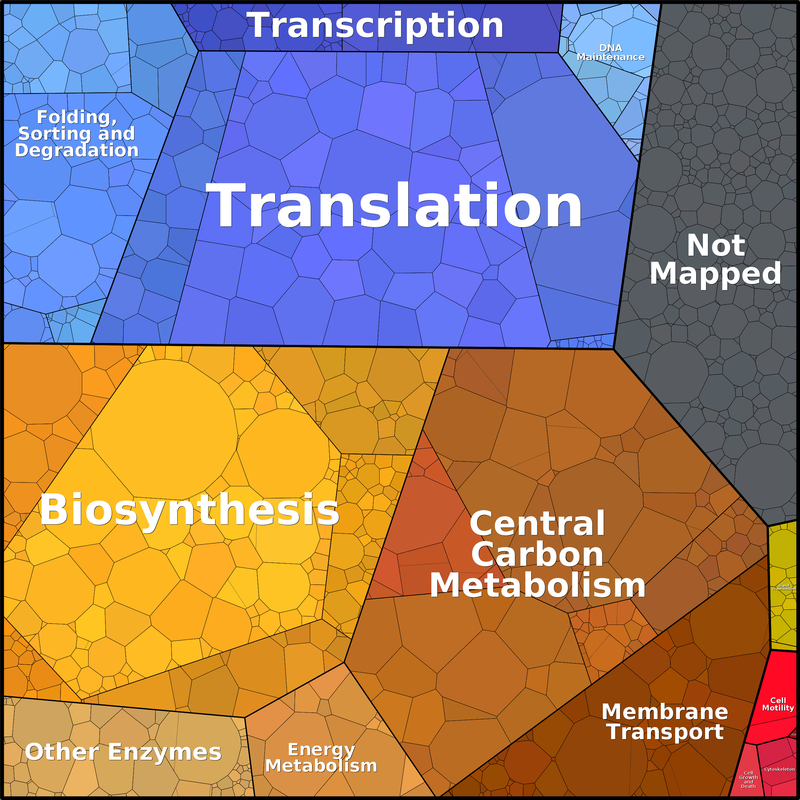 Transcription
DNA
Maintenance
Folding,
Sorting and
Degradation
Translation
Not
Mapped
Biosynthesis
Central
Carbon
Metabolism
Cell
Motility
Membrane
Transport
Other Enzymes
Energy
Metabolism
Cell
Growth
and
Death
Cytoskeleton